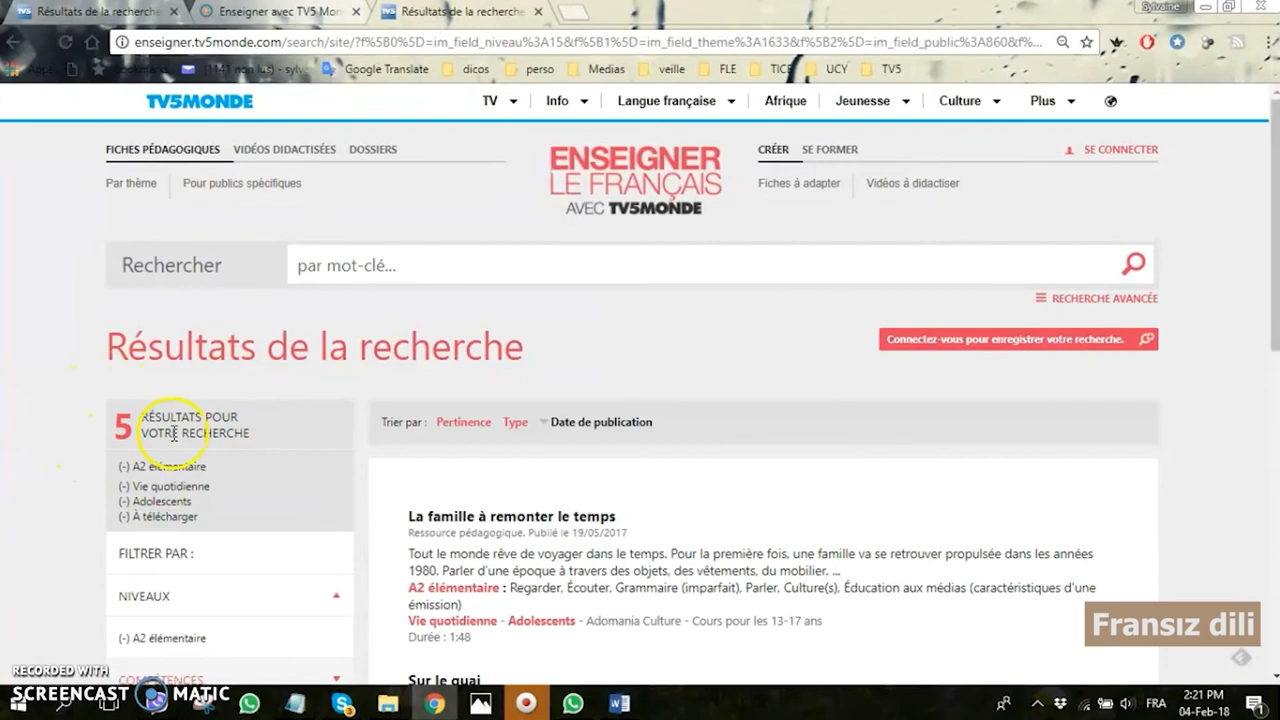 Résultats de la recherche
Enseigner avec TV5 Mon
Résultats de la recherche
Sylvaine
enseigner.tv5monde.com/search/site/?f%5B0%5D=im_field_niveau%3A15&f%5B1%5D=im_field_theme%3A1633&f%5B2%5D=im_field_public%3A860&f%...
Apps
Bookmarks
(1141 non lus) - sylv
Google Translate
dicos
perso
Medias
veille
FLE
TICE
UCY
TV5
TV5MONDE
TV
Info
Langue française
Afrique
Jeunesse
Culture
Plus
FICHES PÉDAGOGIQUES
VIDÉOS DIDACTISÉES
DOSSIERS
Par thème
Pour publics spécifiques
ENSEIGNER
LE FRANÇAIS
AVEC TV5MONDE
CRÉER
SE FORMER
SE CONNECTER
Fiches à adapter
Vidéos à didactiser
Rechercher
par mot-clé...
RECHERCHE AVANCÉE
Résultats de la recherche
Connectez-vous pour enregistrer votre recherche.
5 RÉSULTATS POUR
VOTRE RECHERCHE
(-) A2 élémentaire
(-) Vie quotidienne
(-) Adolescents
(-) À télécharger
FILTRER PAR :
NIVEAUX
(-) A2 élémentaire
COMPÉTENCES
Trier par : Pertinence Type Date de publication
La famille à remonter le temps
Ressource pédagogique. Publié le 19/05/2017
Tout le monde rêve de voyager dans le temps. Pour la première fois, une famille va se retrouver propulsée dans les années
1980. Parler d'une époque à travers des objets, des vêtements, du mobilier. ...
A2 élémentaire : Regarder, Écouter, Grammaire (imparfait), Parler, Culture(s), Éducation aux médias (caractéristiques d'une
émission)
Vie quotidienne - Adolescents - Adomania Culture - Cours pour les 13-17 ans
Durée : 1:48
Sur le quai
Fransız dili
RECORDED WITH
SCREENCAST MATIC
FR
2:21 PM
04-Feb-18